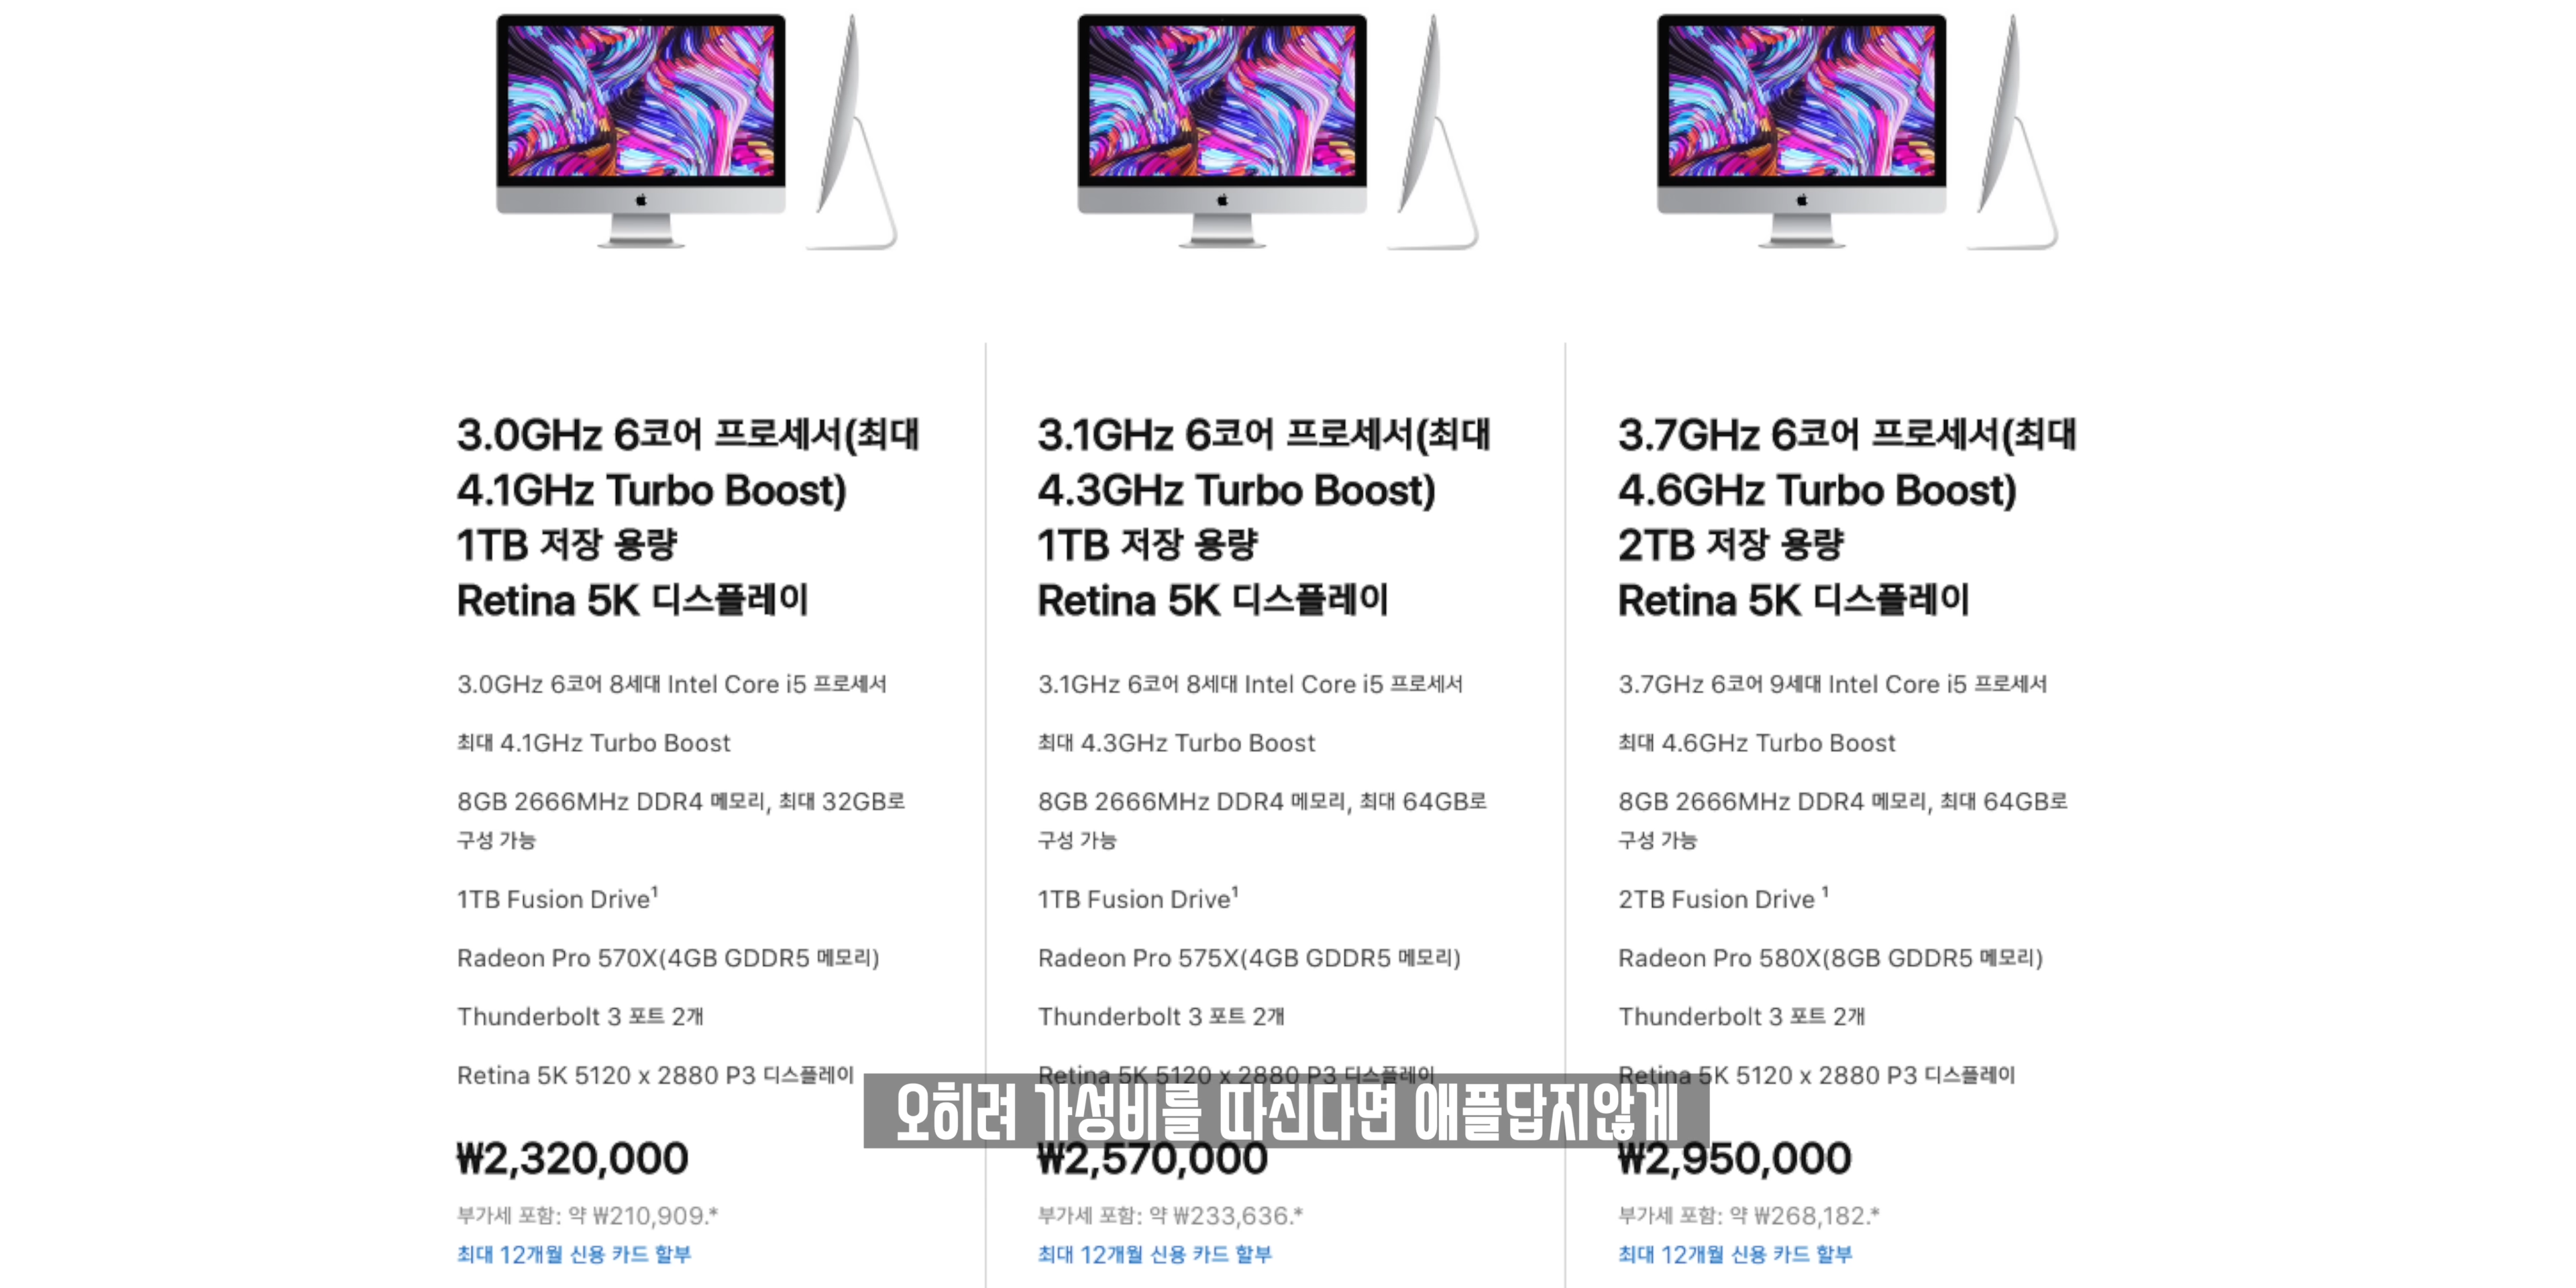 3.0GHz 6코어 프로세서(최대
4.1GHz Turbo Boost)
1TB 저장 용량
Retina 5K 디스플레이
3.0GHz 6코어 8세대 Intel Core i5 프로세서
최대 4.1GHz Turbo Boost
8GB 2666MHz DDR4 메모리, 최대 32GB로
구성 가능
1TB Fusion Drive¹
Radeon Pro 570X(4GB GDDR5 메모리)
Thunderbolt 3 포트 2개
Retina 5K 5120 x 2880 P3 디스플레이
₩2,320,000
부가세 포함: 약 ₩210,909.*
최대 12개월 신용 카드 할부
3.1GHz 6코어 프로세서(최대
4.3GHz Turbo Boost)
1TB 저장 용량
Retina 5K 디스플레이
3.1GHz 6코어 8세대 Intel Core i5 프로세서
최대 4.3GHz Turbo Boost
8GB 2666MHz DDR4 메모리, 최대 64GB로
구성 가능
1TB Fusion Drive¹
Radeon Pro 575X(4GB GDDR5 메모리)
Thunderbolt 3 포트 2개
Retina 5K 5120 x 2880 P3 디스플레이
₩2,570,000
부가세 포함: 약 ₩233,636.*
최대 12개월 신용 카드 할부
3.7GHz 6코어 프로세서(최대
4.6GHz Turbo Boost)
2TB 저장 용량
Retina 5K 디스플레이
3.7GHz 6코어 9세대 Intel Core i5 프로세서
최대 4.6GHz Turbo Boost
8GB 2666MHz DDR4 메모리, 최대 64GB로
구성 가능
2TB Fusion Drive ¹
Radeon Pro 580X(8GB GDDR5 메모리)
Thunderbolt 3 포트 2개
Retina 5K 5120 x 2880 P3 디스플레이
₩2,950,000
부가세 포함: 약 ₩268,182.*
최대 12개월 신용 카드 할부
오히려 가성비를 따진다면 애플답지않게